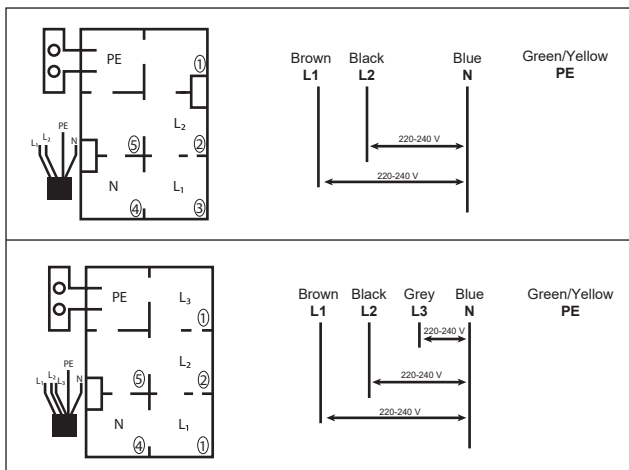 PE
①
L2
⑤
②
N
L1
④
③
L1
L2
PE
N
Brown
L1
Black
L2
Blue
N
Green/Yellow
PE
220-240 V
220-240 V
PE
L3
①
L2
⑤
②
N
L1
④
①
L1
L2
L3
PE
N
Brown
L1
Black
L2
Grey
L3
Blue
N
Green/Yellow
PE
220-240 V
220-240 V
220-240 V